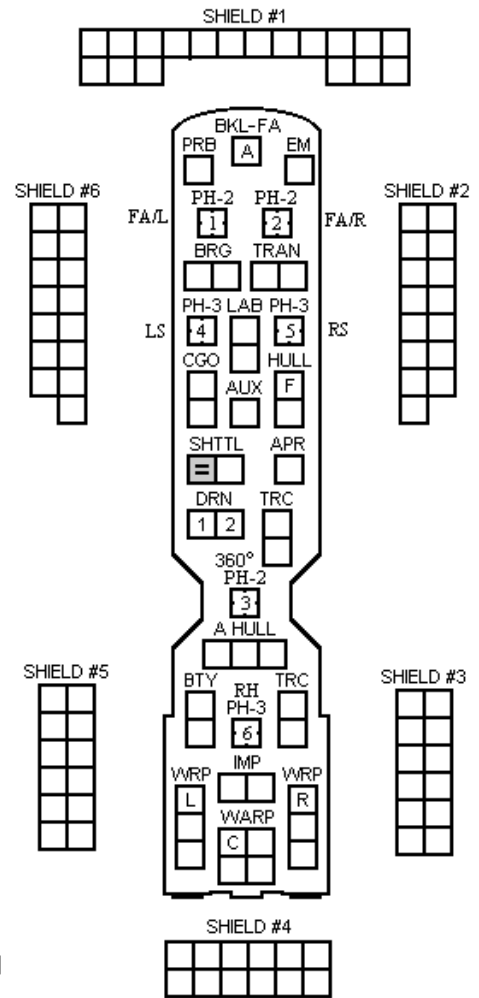 SHIELD #1
BKL-FA
PRB A EM
SHIELD #6 SHIELD #2
PH-2 PH-2
FA/L 1 2 FA/R
BRG TRAN
PH-3 LAB PH-3
LS 4 5 RS
CGO HULL
F
AUX
SHTTL APR
=
DRN TRC
1 2
360°
PH-2
3
A HULL
SHIELD #5 SHIELD #3
BTY RH TRC
PH-3
6
IMP
WRP WRP
L R
WARP
C
SHIELD #4